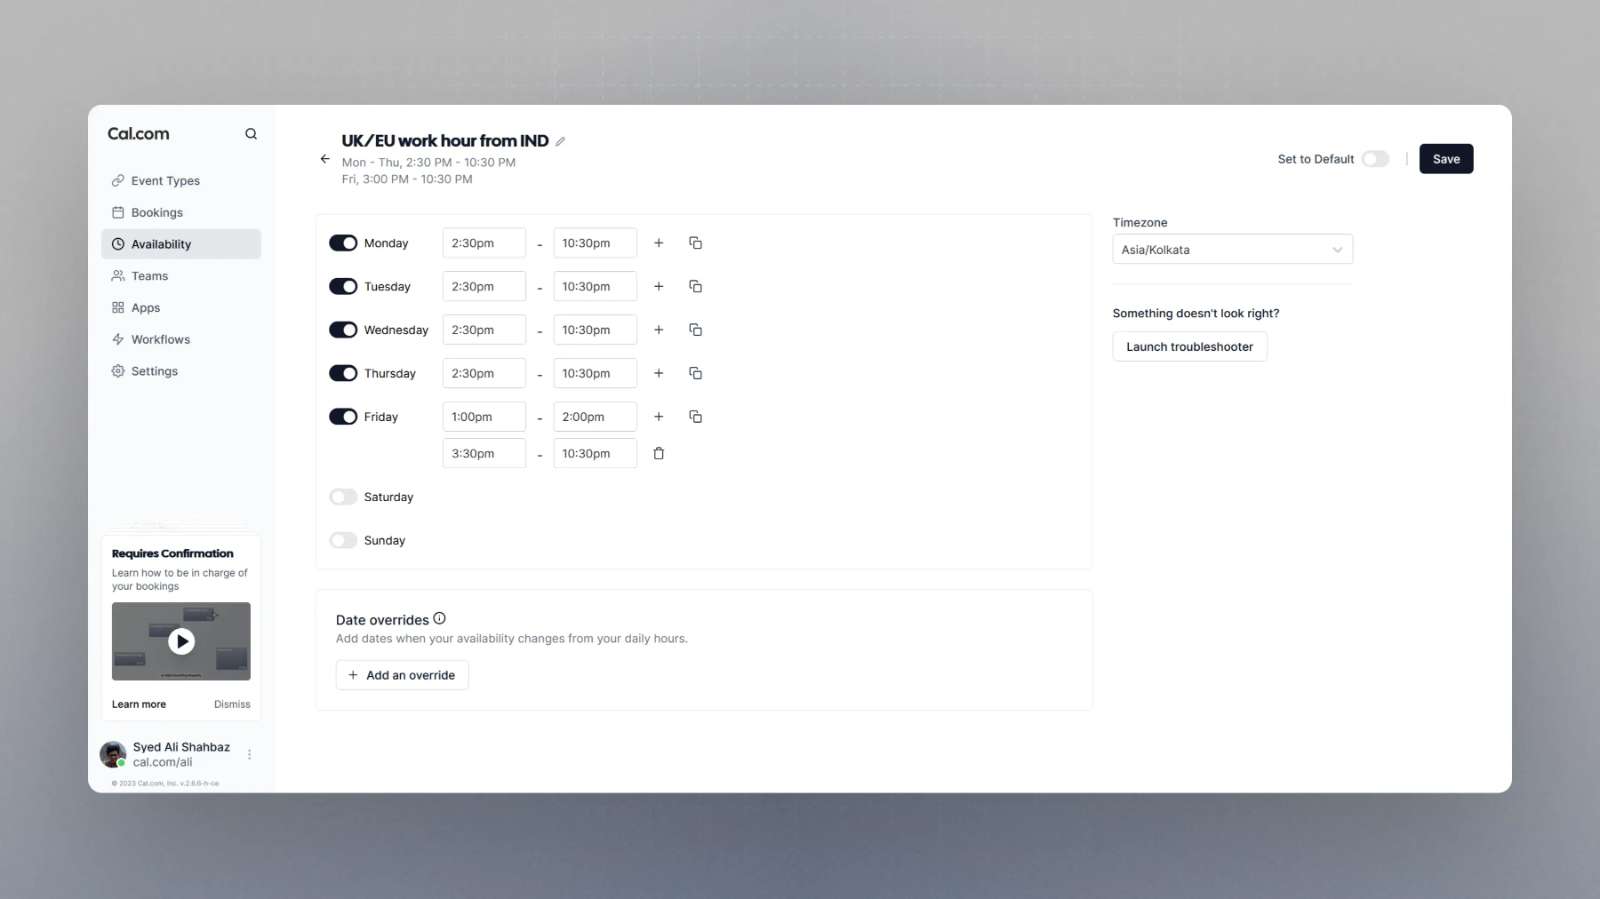 Cal.com
Event Types
Bookings
Availability
Teams
Apps
Workflows
Settings
Requires Confirmation
Learn how to be in charge of
your bookings
Learn more Dismiss
Syed Ali Shahbaz
cal.com/ali
© 2023 Cal.com, Inc. v.2.6.6-h-ce
UK/EU work hour from IND
Mon - Thu, 2:30 PM - 10:30 PM
Fri, 3:00 PM - 10:30 PM
Set to Default | Save
Monday 2:30pm - 10:30pm
Tuesday 2:30pm - 10:30pm
Wednesday 2:30pm - 10:30pm
Thursday 2:30pm - 10:30pm
Friday 1:00pm - 2:00pm
3:30pm - 10:30pm
Saturday
Sunday
Date overrides
Add dates when your availability changes from your daily hours.
+ Add an override
Timezone
Asia/Kolkata
Something doesn't look right?
Launch troubleshooter